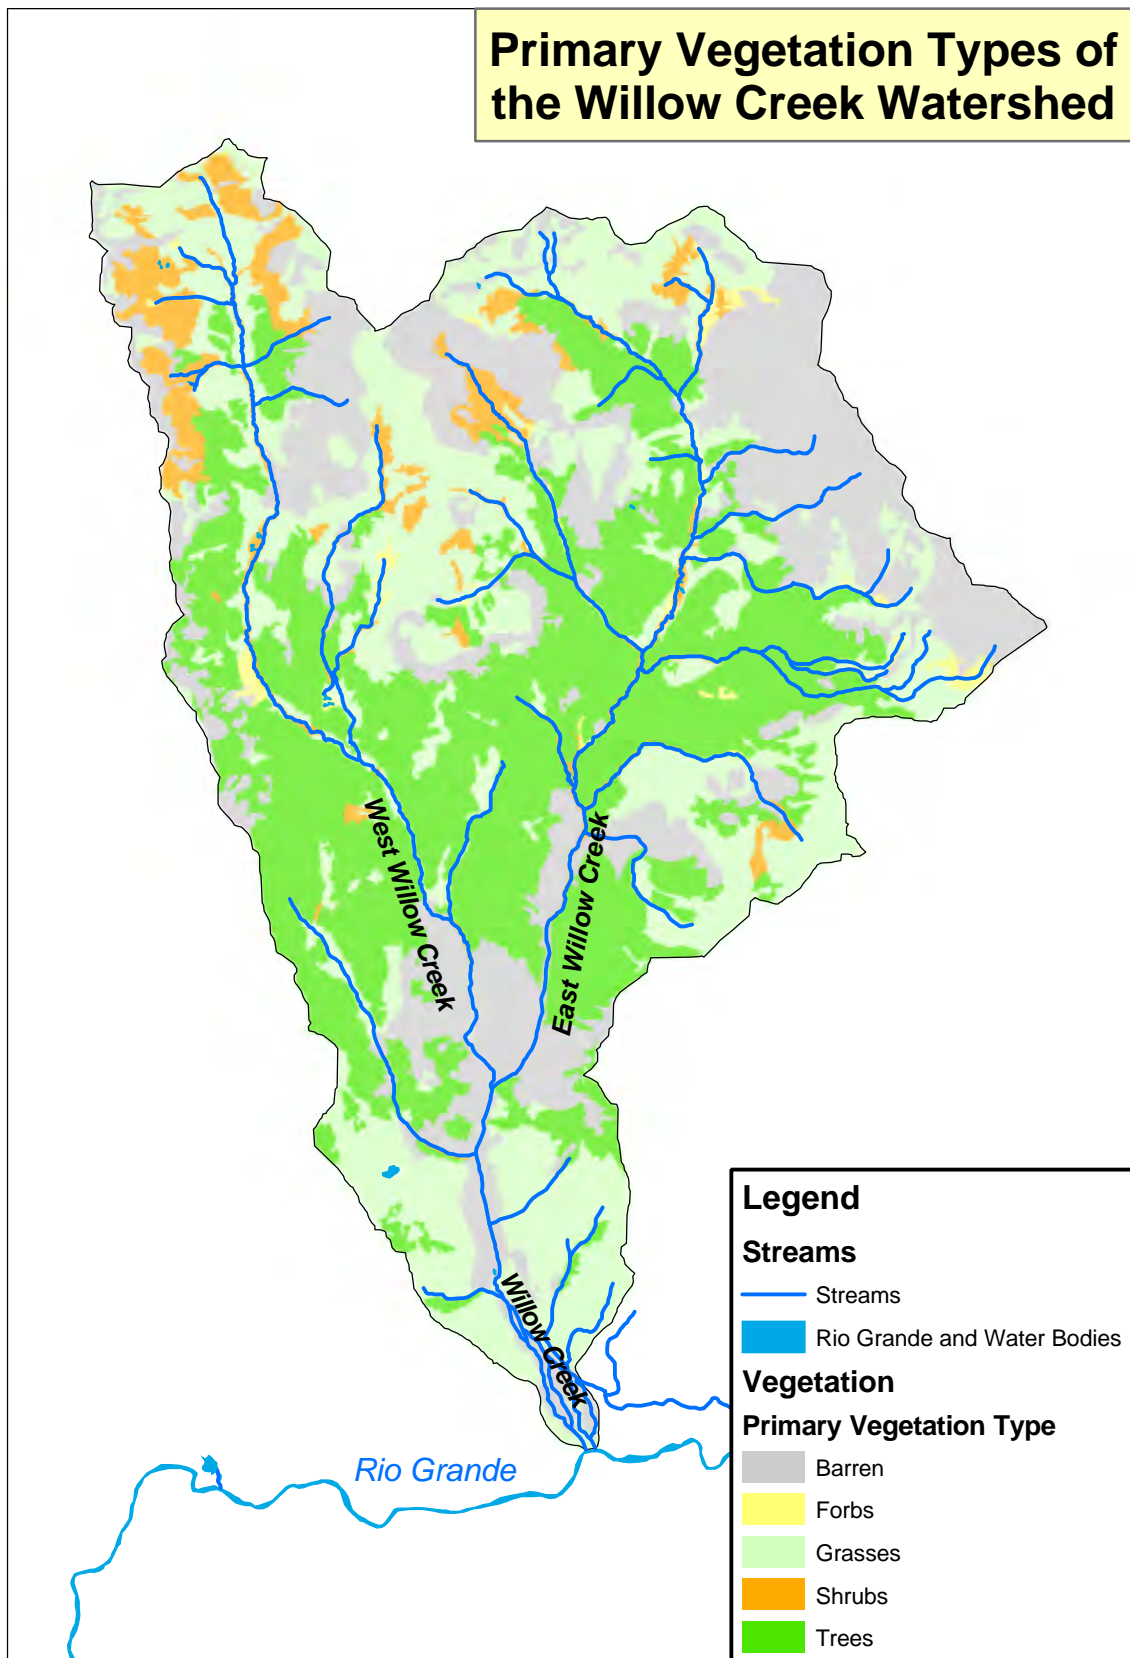 Primary Vegetation Types of
the Willow Creek Watershed
West Willow Creek
East Willow Creek
Willow Creek
Rio Grande
Legend
Streams
Streams
Rio Grande and Water Bodies
Vegetation
Primary Vegetation Type
Barren
Forbs
Grasses
Shrubs
Trees